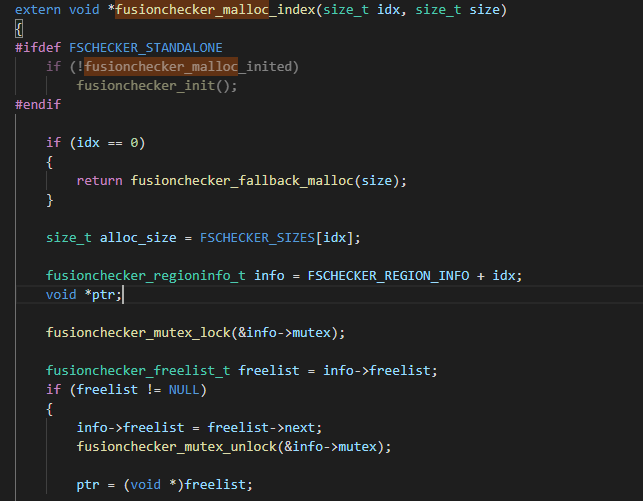 extern void *fusionchecker_malloc_index(size_t idx, size_t size)
{
#ifdef FSCHECKER_STANDALONE
    if (!fusionchecker_malloc_inited)
        fusionchecker_init();
#endif

    if (idx == 0)
    {
        return fusionchecker_fallback_malloc(size);
    }

    size_t alloc_size = FSCHECKER_SIZES[idx];

    fusionchecker_regioninfo_t info = FSCHECKER_REGION_INFO + idx;
    void *ptr;

    fusionchecker_mutex_lock(&info->mutex);

    fusionchecker_freelist_t freelist = info->freelist;
    if (freelist != NULL)
    {
        info->freelist = freelist->next;
        fusionchecker_mutex_unlock(&info->mutex);

        ptr = (void *)freelist;